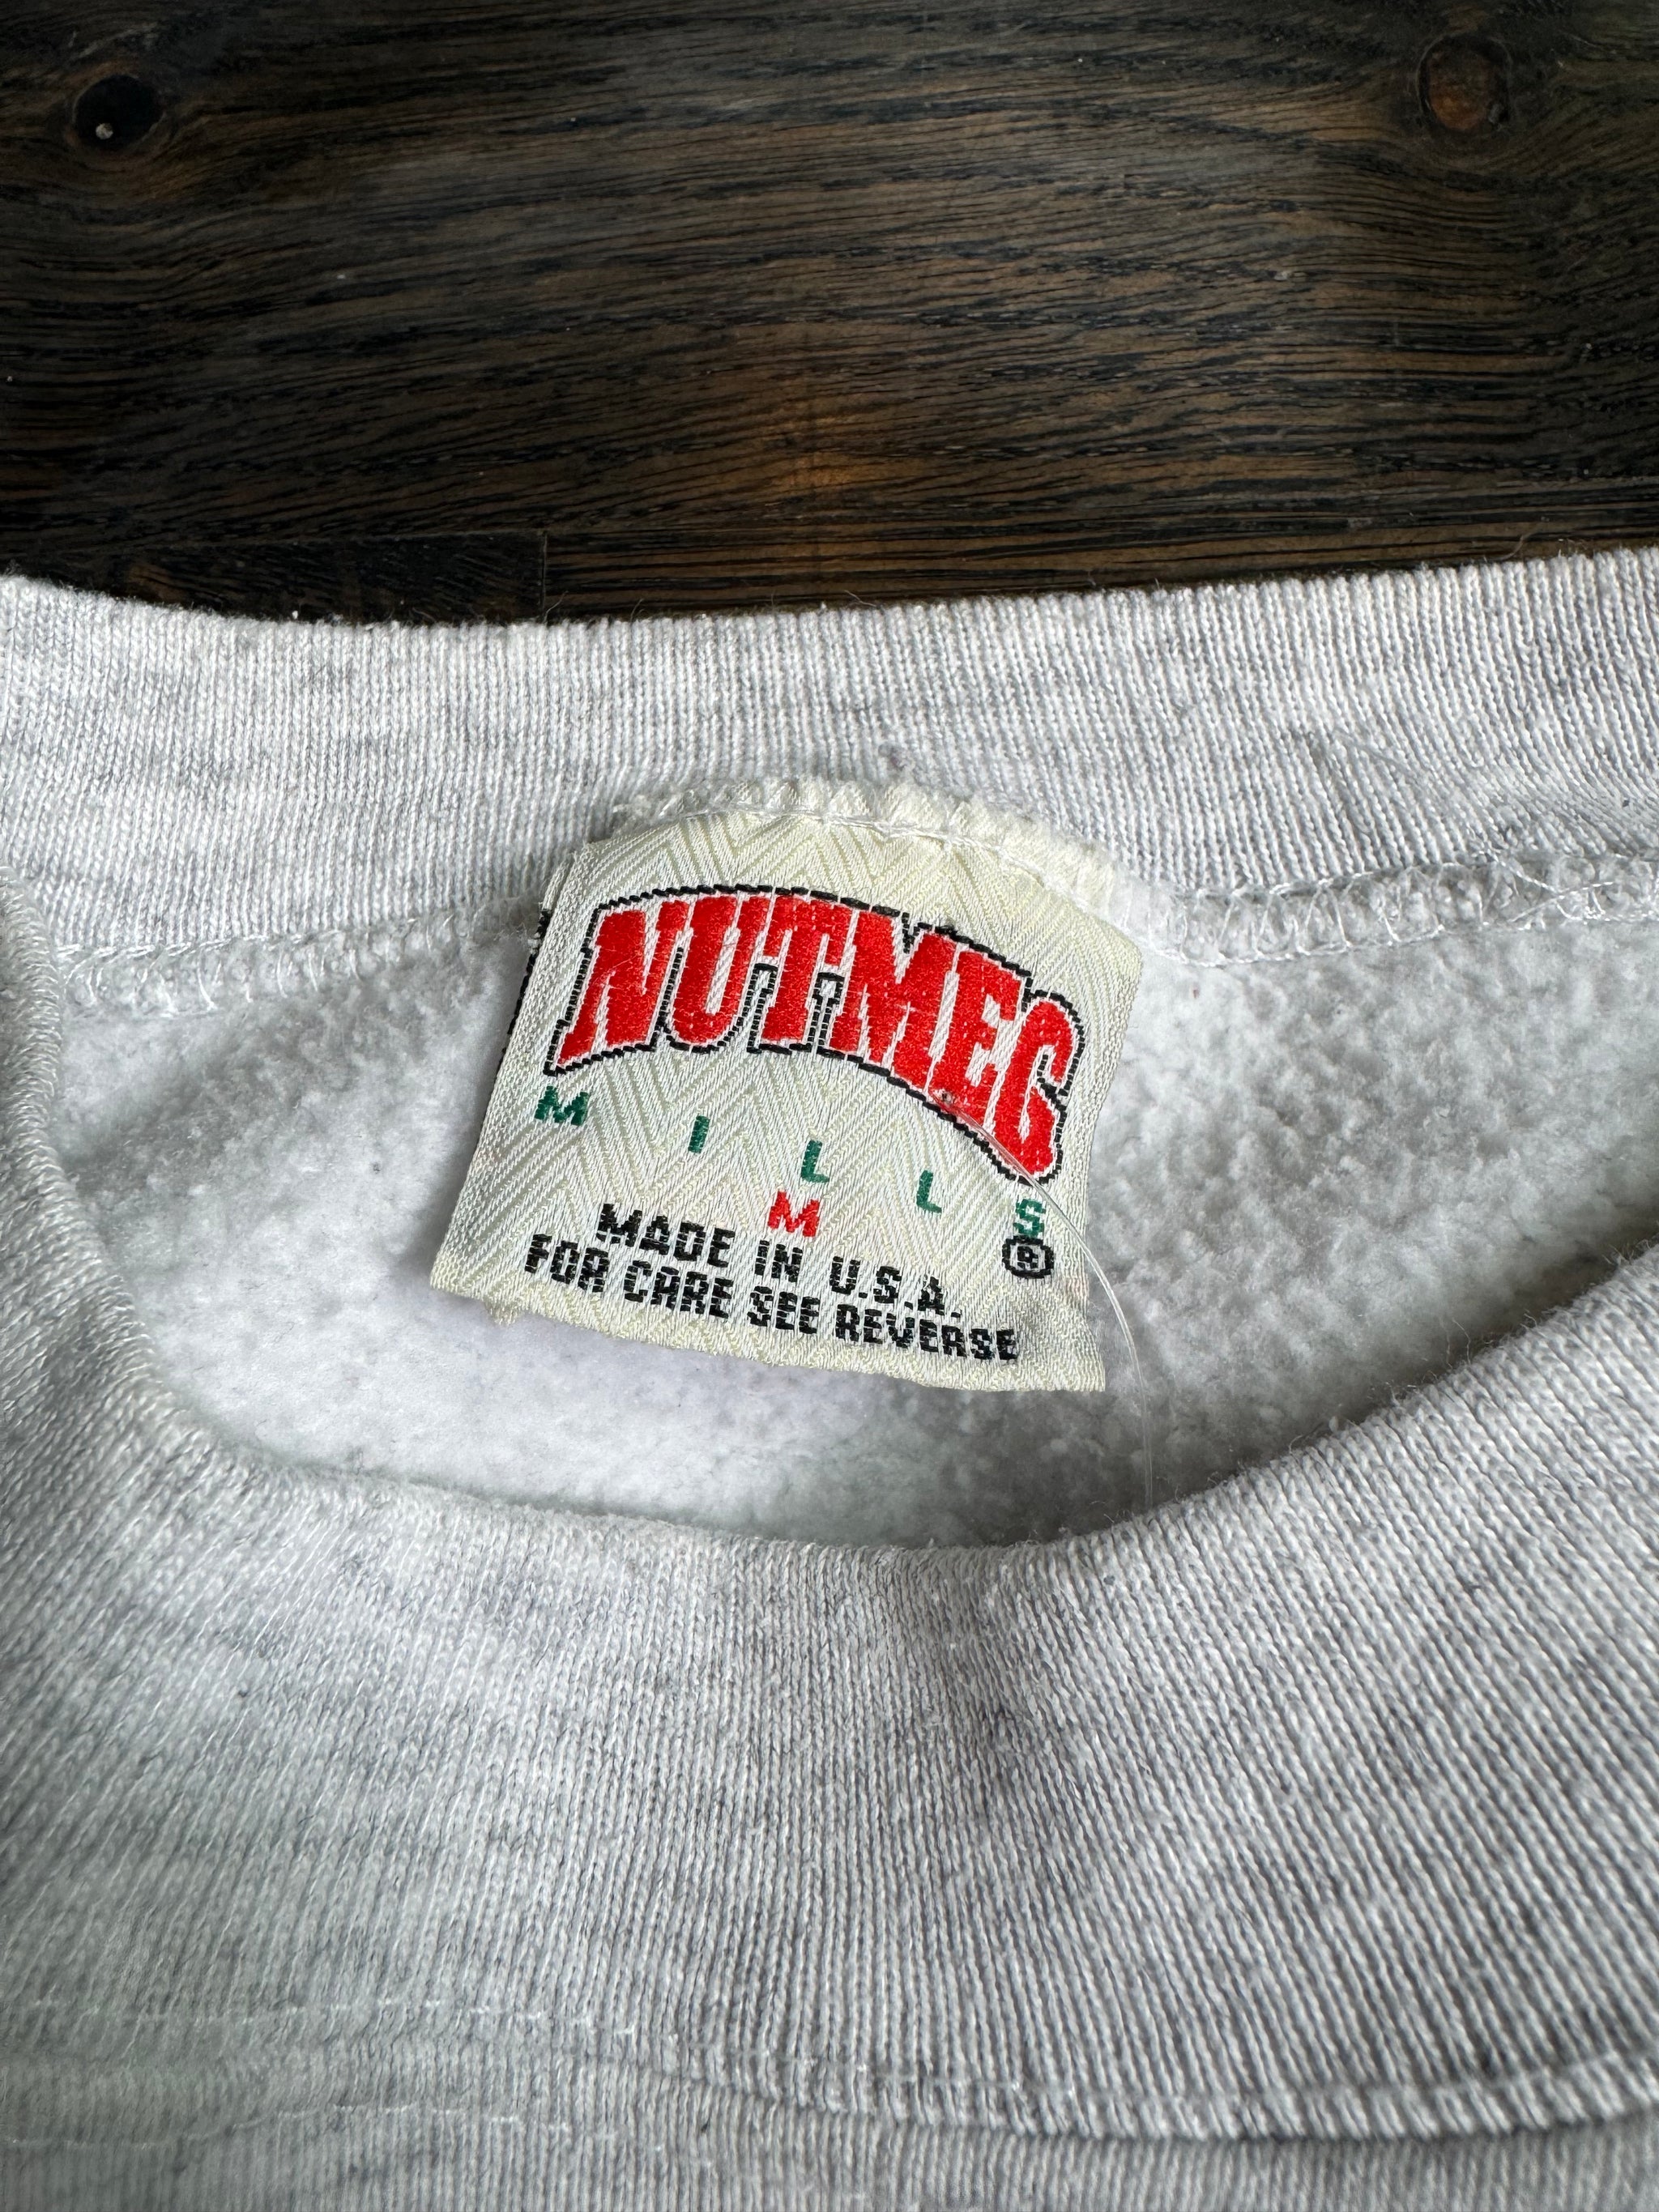 NUTMEG
MILLS
®
M
MADE IN U.S.A.
FOR CARE SEE REVERSE